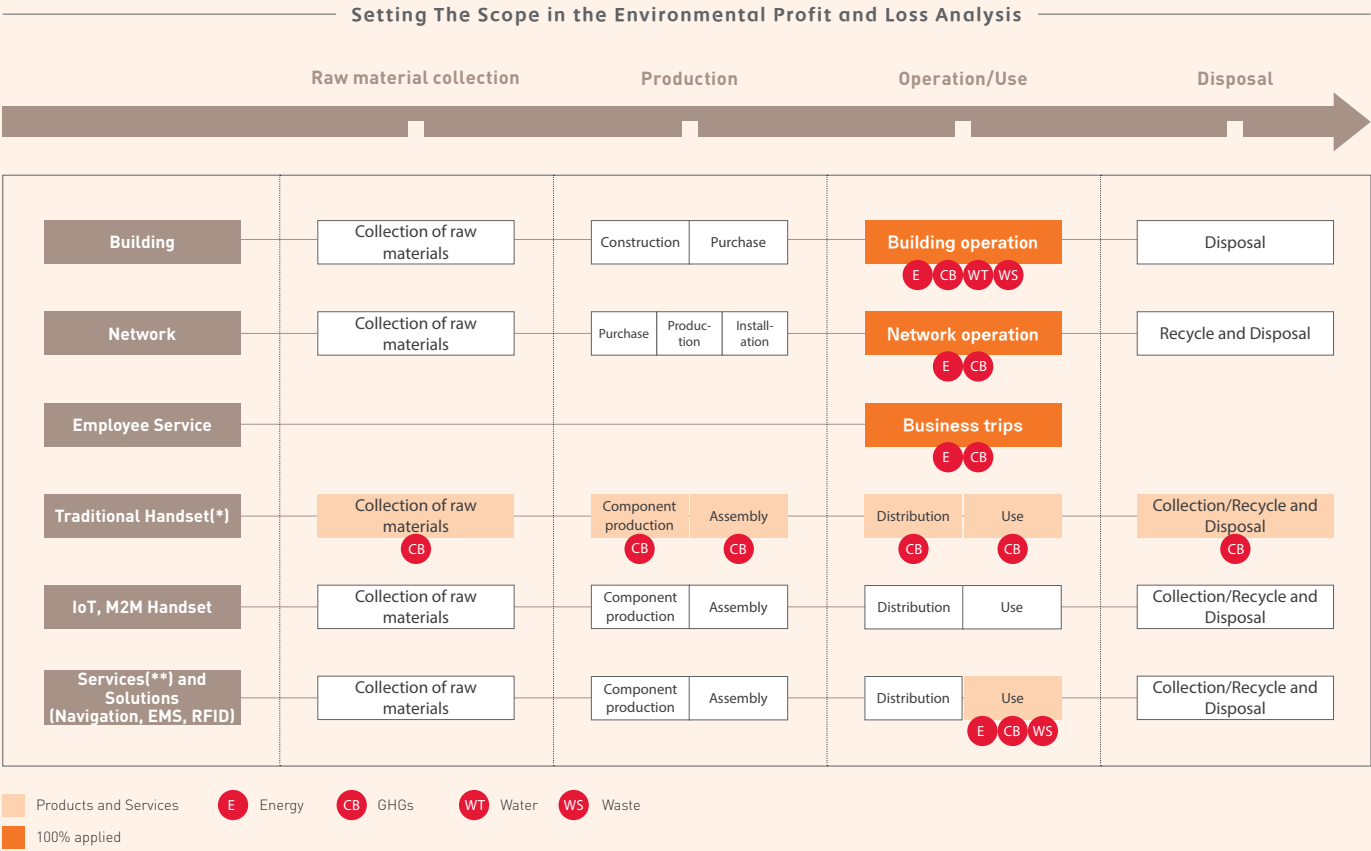 Setting The Scope in the Environmental Profit and Loss Analysis
Raw material collection
Production
Operation/Use
Disposal
Building
Collection of raw
materials
Construction
Purchase
Building operation
E CB WT WS
Disposal
Network
Collection of raw
materials
Purchase
Produc-
tion
Install-
ation
Network operation
E CB
Recycle and Disposal
Employee Service
Business trips
E CB
Traditional Handset(*)
Collection of raw
materials
CB
Component
production
CB
Assembly
CB
Distribution
CB
Use
CB
Collection/Recycle and
Disposal
CB
IoT, M2M Handset
Collection of raw
materials
Component
production
Assembly
Distribution
Use
Collection/Recycle and
Disposal
Services(**) and
Solutions
(Navigation, EMS, RFID)
Collection of raw
materials
Component
production
Assembly
Distribution
Use
E CB WS
Collection/Recycle and
Disposal
Products and Services
E Energy
CB GHGs
WT Water
WS Waste
100% applied